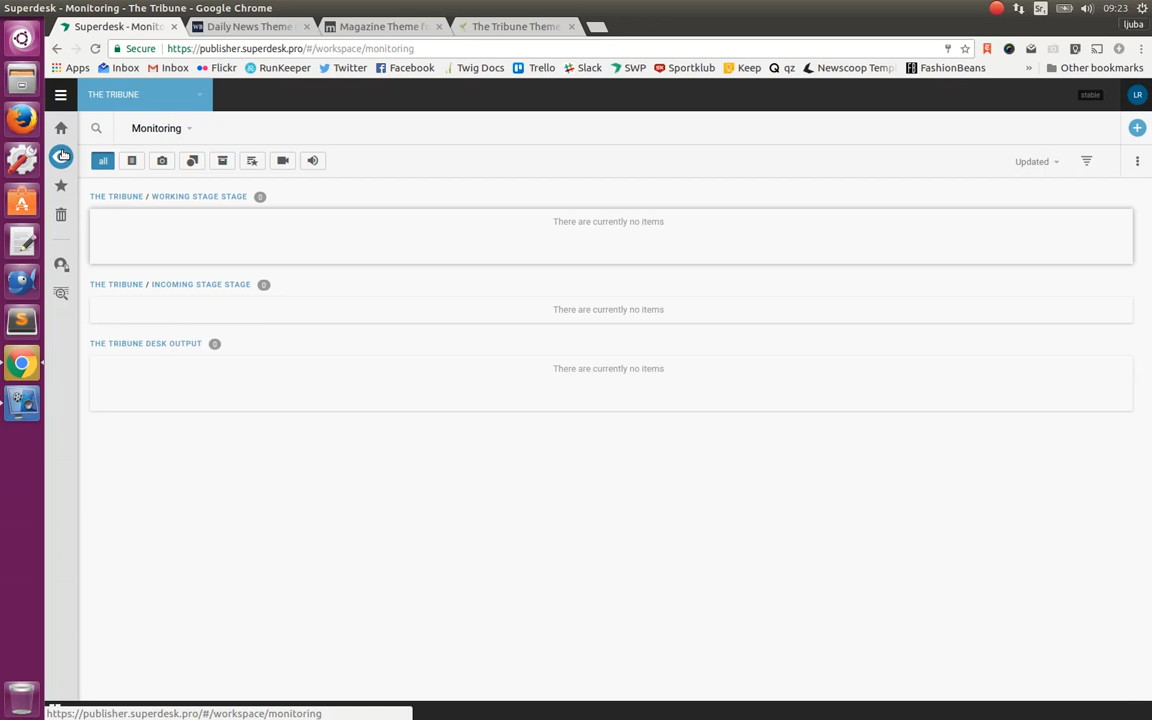 Superdesk - Monitoring - The Tribune - Google Chrome
Sr,
09:23
ljuba
Superdesk - Monito
Daily News Theme
Magazine Theme f
The Tribune Theme
Secure
https://publisher.superdesk.pro/#/workspace/monitoring
Apps
Inbox
Inbox
Flickr
RunKeeper
Twitter
Facebook
Twig Docs
Trello
Slack
SWP
Sportklub
Keep
qz
Newscoop Templ
FashionBeans
»
Other bookmarks
THE TRIBUNE
stable
LR
Monitoring
all
Updated
THE TRIBUNE / WORKING STAGE STAGE 0
There are currently no items
THE TRIBUNE / INCOMING STAGE STAGE 0
There are currently no items
THE TRIBUNE DESK OUTPUT 0
There are currently no items
https://publisher.superdesk.pro/#/workspace/monitoring